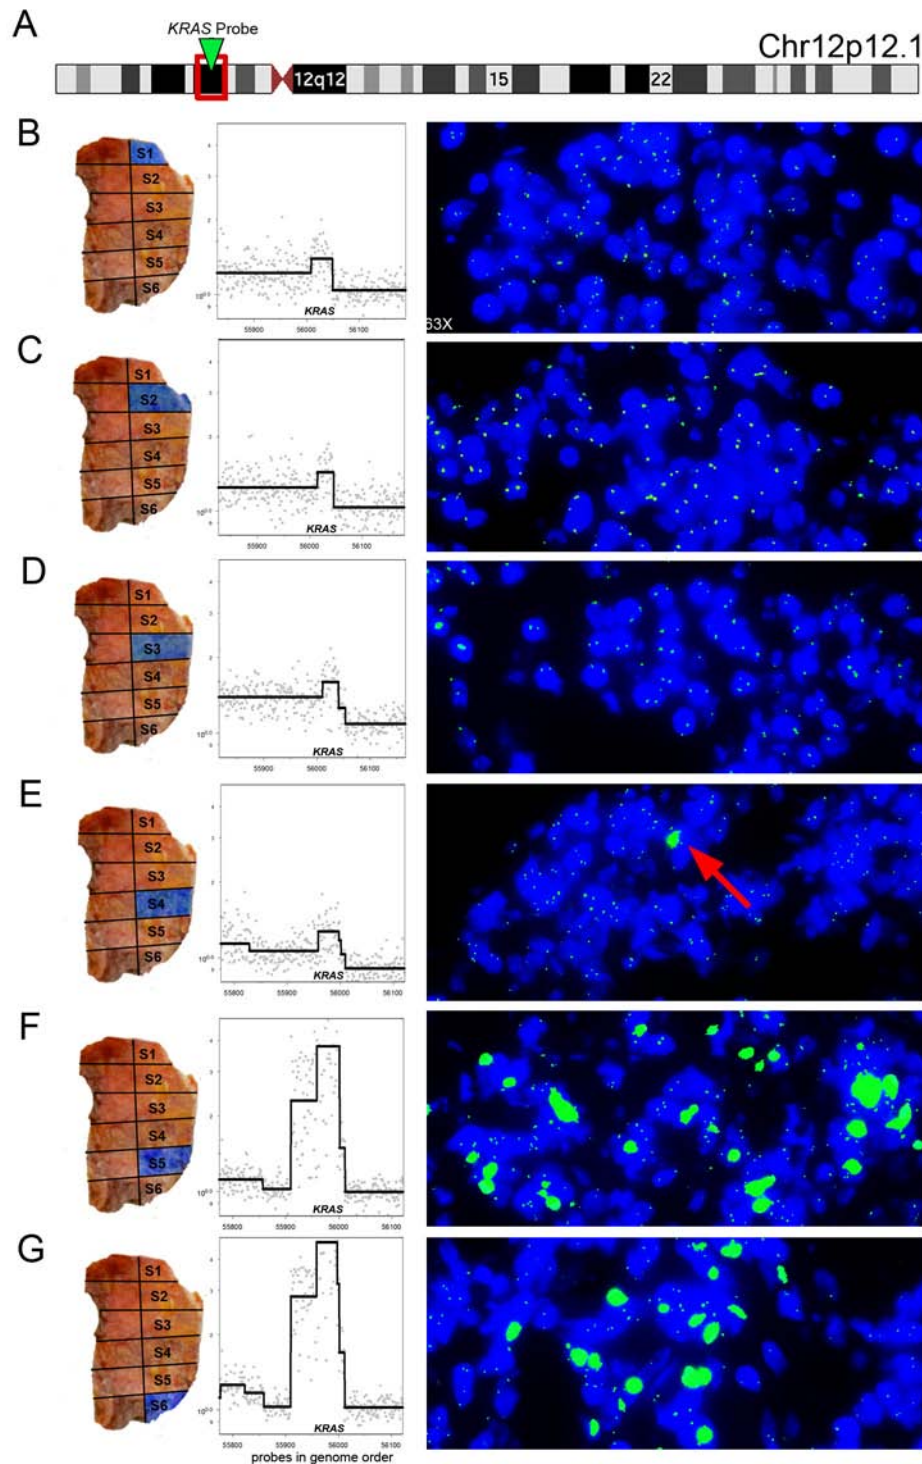 A
KRAS Probe
Chr12p12.1
12q12
15
22
B
S1
S2
S3
S4
S5
S6
KRAS
55800
55900
56000
56100
63X
C
S1
S2
S3
S4
S5
S6
KRAS
55900
56000
56100
D
S1
S2
S3
S4
S5
S6
KRAS
55900
56000
56100
E
S1
S2
S3
S4
S5
S6
KRAS
55800
55900
56000
56100
F
S1
S2
S3
S4
S5
S6
KRAS
55800
55900
56000
56100
G
S1
S2
S3
S4
S5
S6
KRAS
55800
55900
56000
56100
probes in genome order